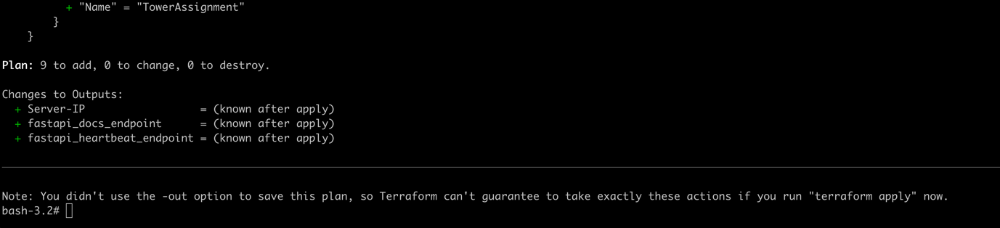 + "Name" = "TowerAssignment"
}
}
Plan: 9 to add, 0 to change, 0 to destroy.
Changes to Outputs:
+ Server-IP = (known after apply)
+ fastapi_docs_endpoint = (known after apply)
+ fastapi_heartbeat_endpoint = (known after apply)
Note: You didn't use the -out option to save this plan, so Terraform can't guarantee to take exactly these actions if you run "terraform apply" now.
bash-3.2#